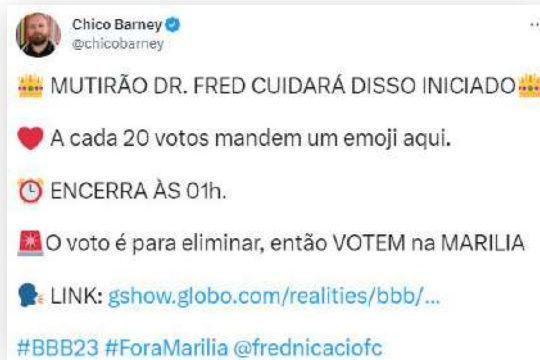 Chico Barney
@chicobarney
👑 MUTIRÃO DR. FRED CUIDARÁ DISSO INICIADO 👑
❤️ A cada 20 votos mandem um emoji aqui.
⏰ ENCERRA ÀS 01h.
🚨 O voto é para eliminar, então VOTEM na MARILIA
🗣️ LINK: gshow.globo.com/realities/bbb/...
#BBB23 #ForaMarilia @frednicaciofc